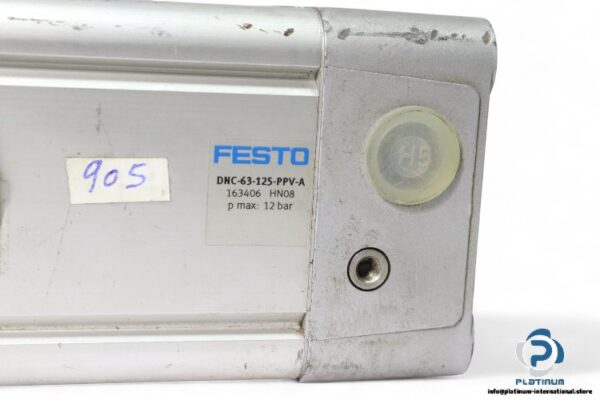 FESTO
DNC-63-125-PPV-A
163406 HN08
p max: 12 bar
905
H5
PLATINUM
info@platinum-international.store